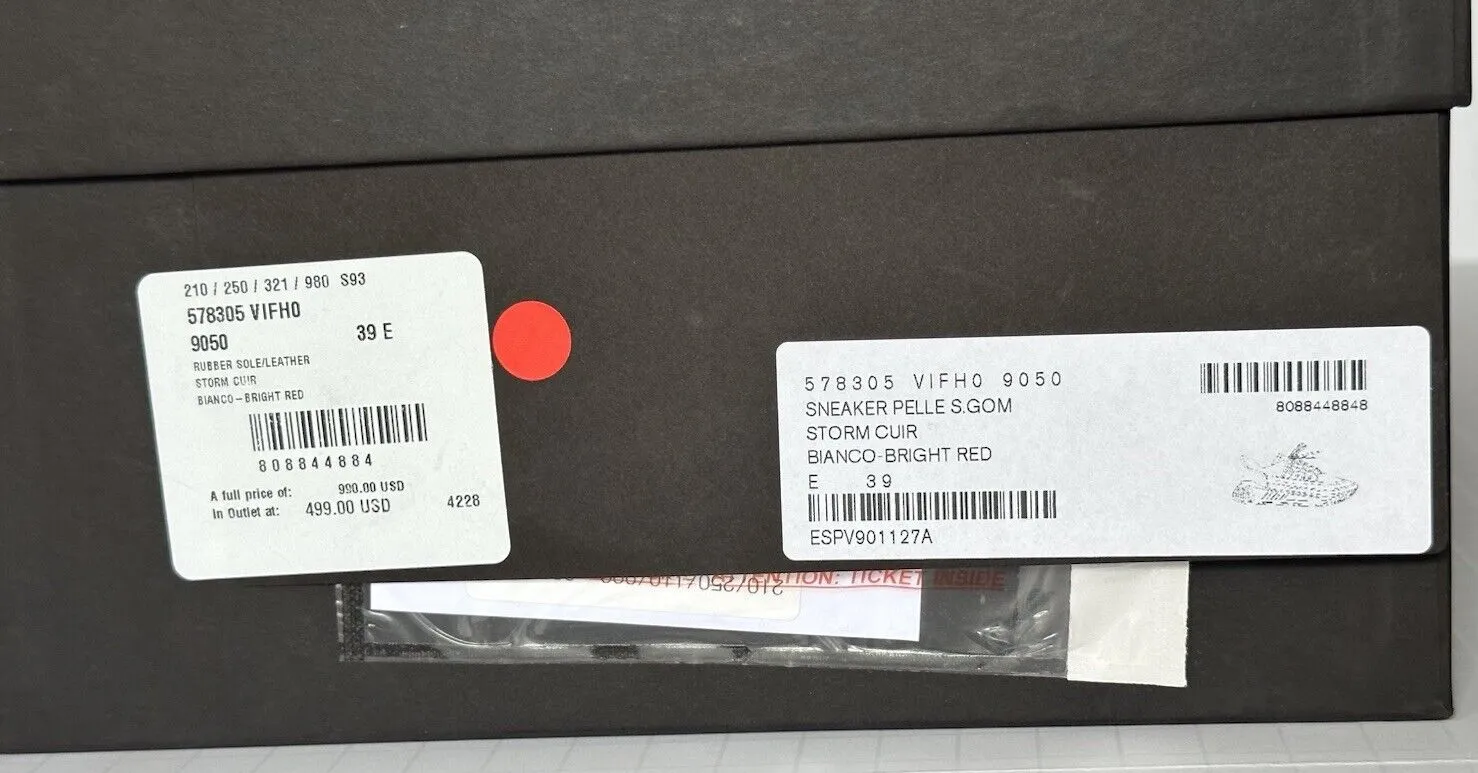 210 / 250 / 321 / 980 S93
578305 VIFH0
9050 39 E
RUBBER SOLE/LEATHER
STORM CUIR
BIANCO-BRIGHT RED
808844884
A full price of: 990.00 USD
In Outlet at: 499.00 USD 4228
578305 VIFH0 9050
SNEAKER PELLE S.GOM
STORM CUIR
BIANCO-BRIGHT RED
E 39
ESPV901127A
8088448848
TICKET INSIDE